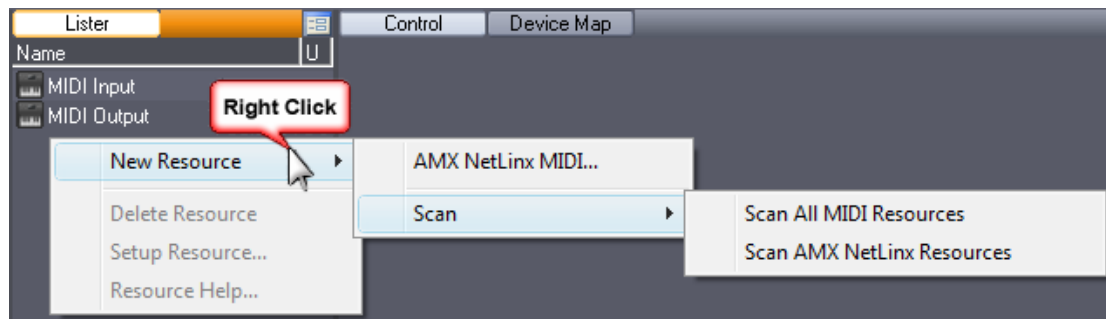 Lister
Control
Device Map
Name
U
MIDI Input
MIDI Output
Right Click
New Resource
Delete Resource
Setup Resource...
Resource Help...
AMX NetLinx MIDI...
Scan
Scan All MIDI Resources
Scan AMX NetLinx Resources